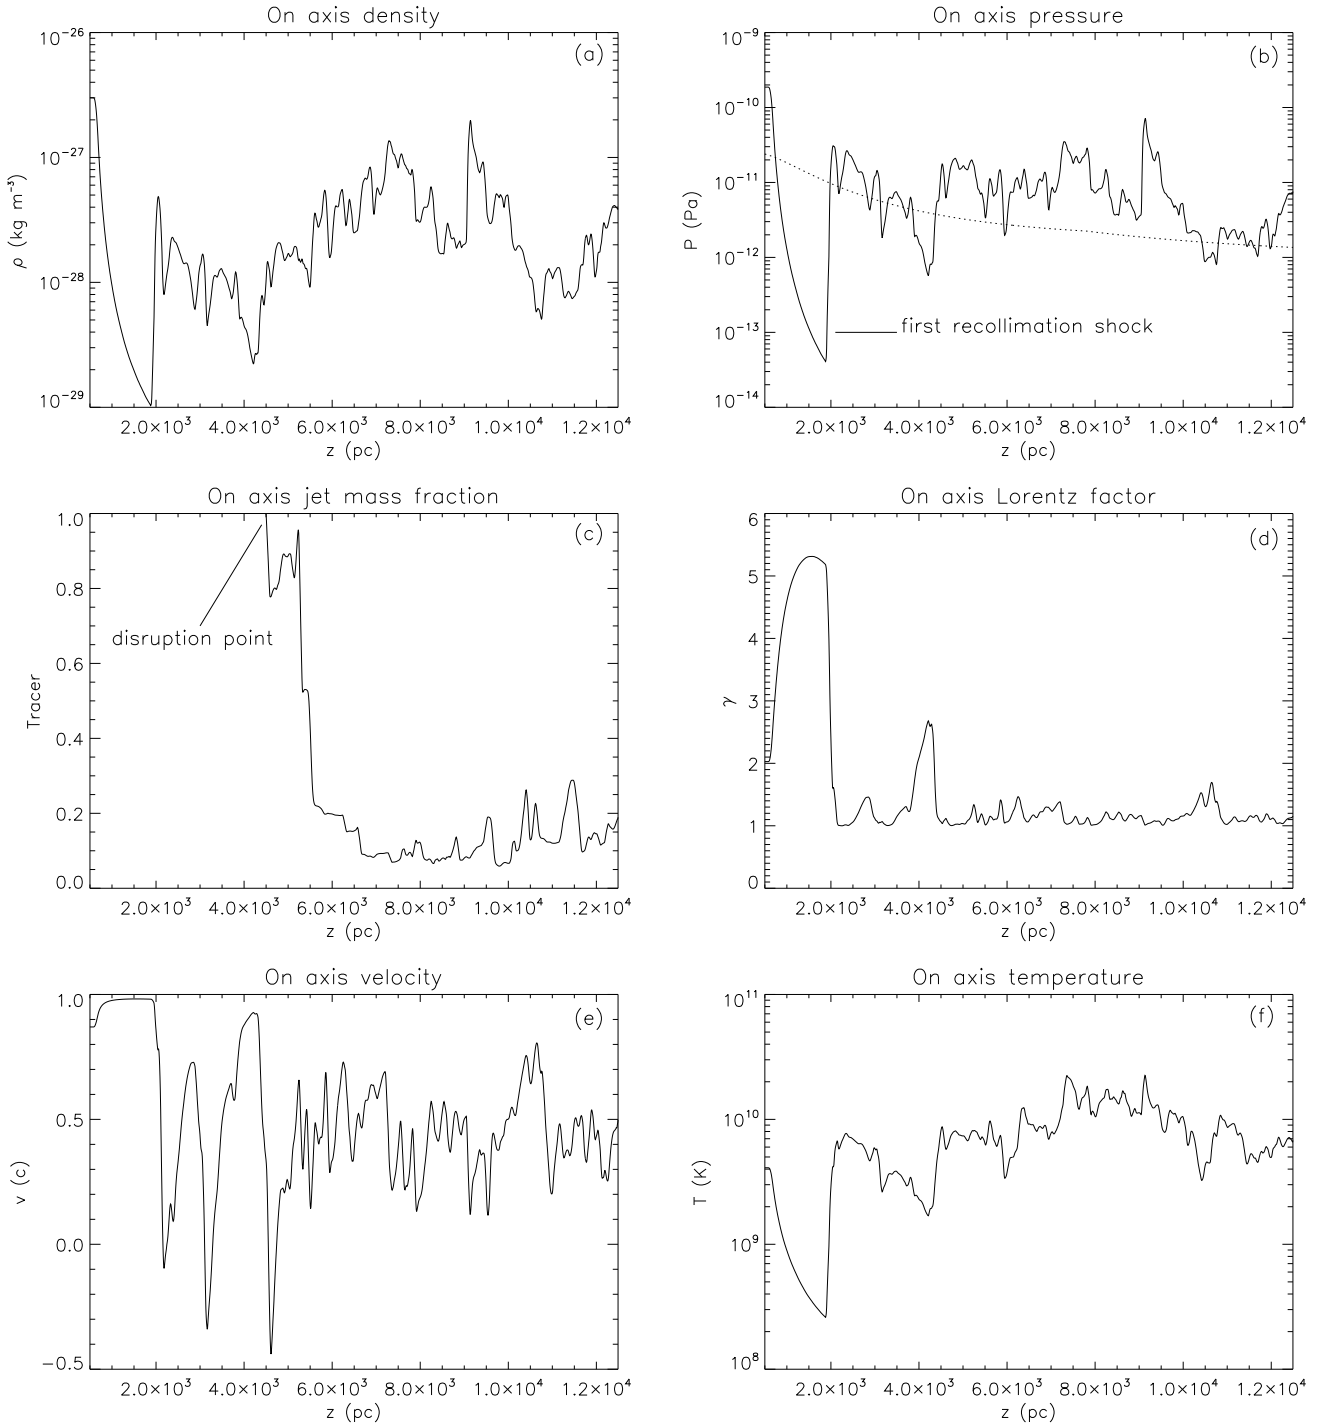 On axis density
10⁻²⁶
10⁻²⁷
10⁻²⁸
10⁻²⁹
ρ (kg m⁻³)
(a)
2.0×10³ 4.0×10³ 6.0×10³ 8.0×10³ 1.0×10⁴ 1.2×10⁴
z (pc)
On axis pressure
10⁻⁹
10⁻¹⁰
10⁻¹¹
10⁻¹²
10⁻¹³
10⁻¹⁴
P (Pa)
(b)
first recollimation shock
2.0×10³ 4.0×10³ 6.0×10³ 8.0×10³ 1.0×10⁴ 1.2×10⁴
z (pc)
On axis jet mass fraction
1.0
0.8
0.6
0.4
0.2
0.0
Tracer
(c)
disruption point
2.0×10³ 4.0×10³ 6.0×10³ 8.0×10³ 1.0×10⁴ 1.2×10⁴
z (pc)
On axis Lorentz factor
6
5
4
3
2
1
0
γ
(d)
2.0×10³ 4.0×10³ 6.0×10³ 8.0×10³ 1.0×10⁴ 1.2×10⁴
z (pc)
On axis velocity
1.0
0.5
0.0
−0.5
v (c)
(e)
2.0×10³ 4.0×10³ 6.0×10³ 8.0×10³ 1.0×10⁴ 1.2×10⁴
z (pc)
On axis temperature
10¹¹
10¹⁰
10⁹
10⁸
T (K)
(f)
2.0×10³ 4.0×10³ 6.0×10³ 8.0×10³ 1.0×10⁴ 1.2×10⁴
z (pc)